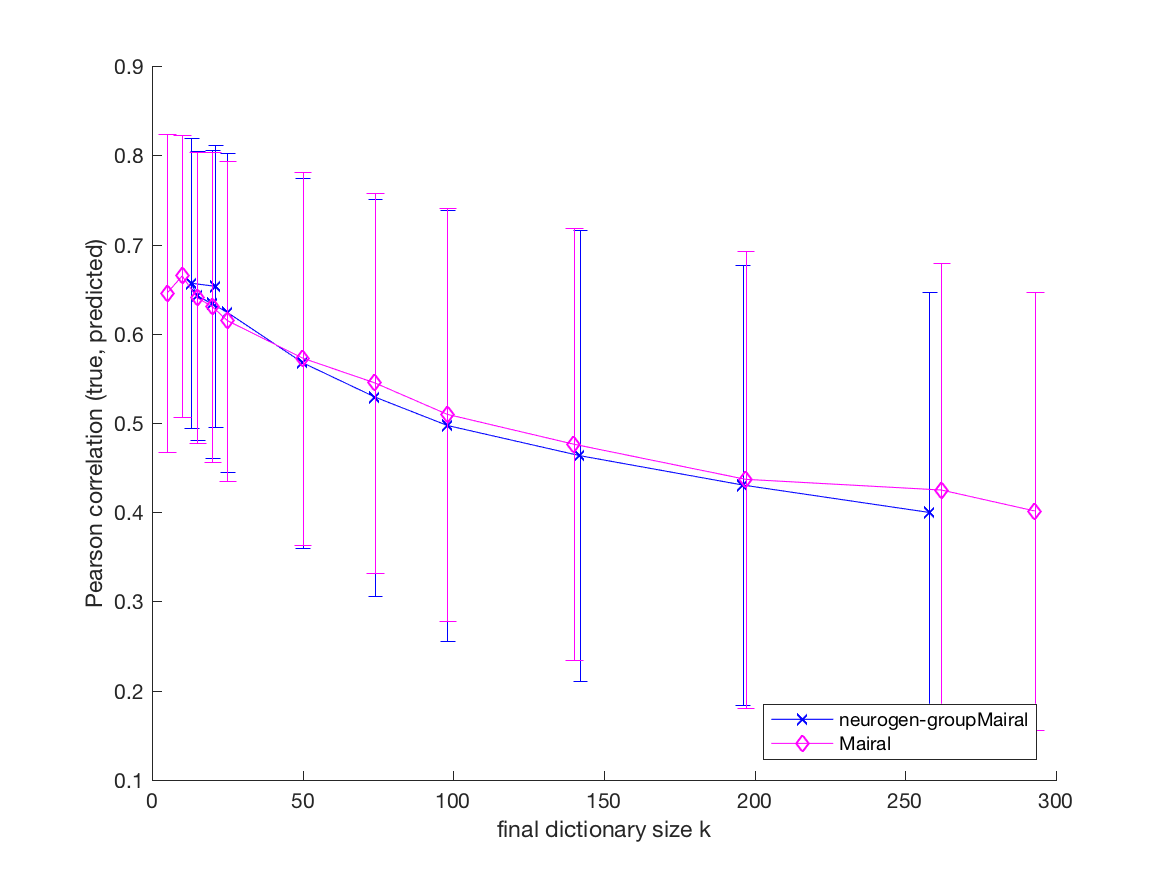 0.9
0.8
0.7
0.6
0.5
0.4
0.3
0.2
0.1
Pearson correlation (true, predicted)
neurogen-groupMairal
Mairal
0 50 100 150 200 250 300
final dictionary size k